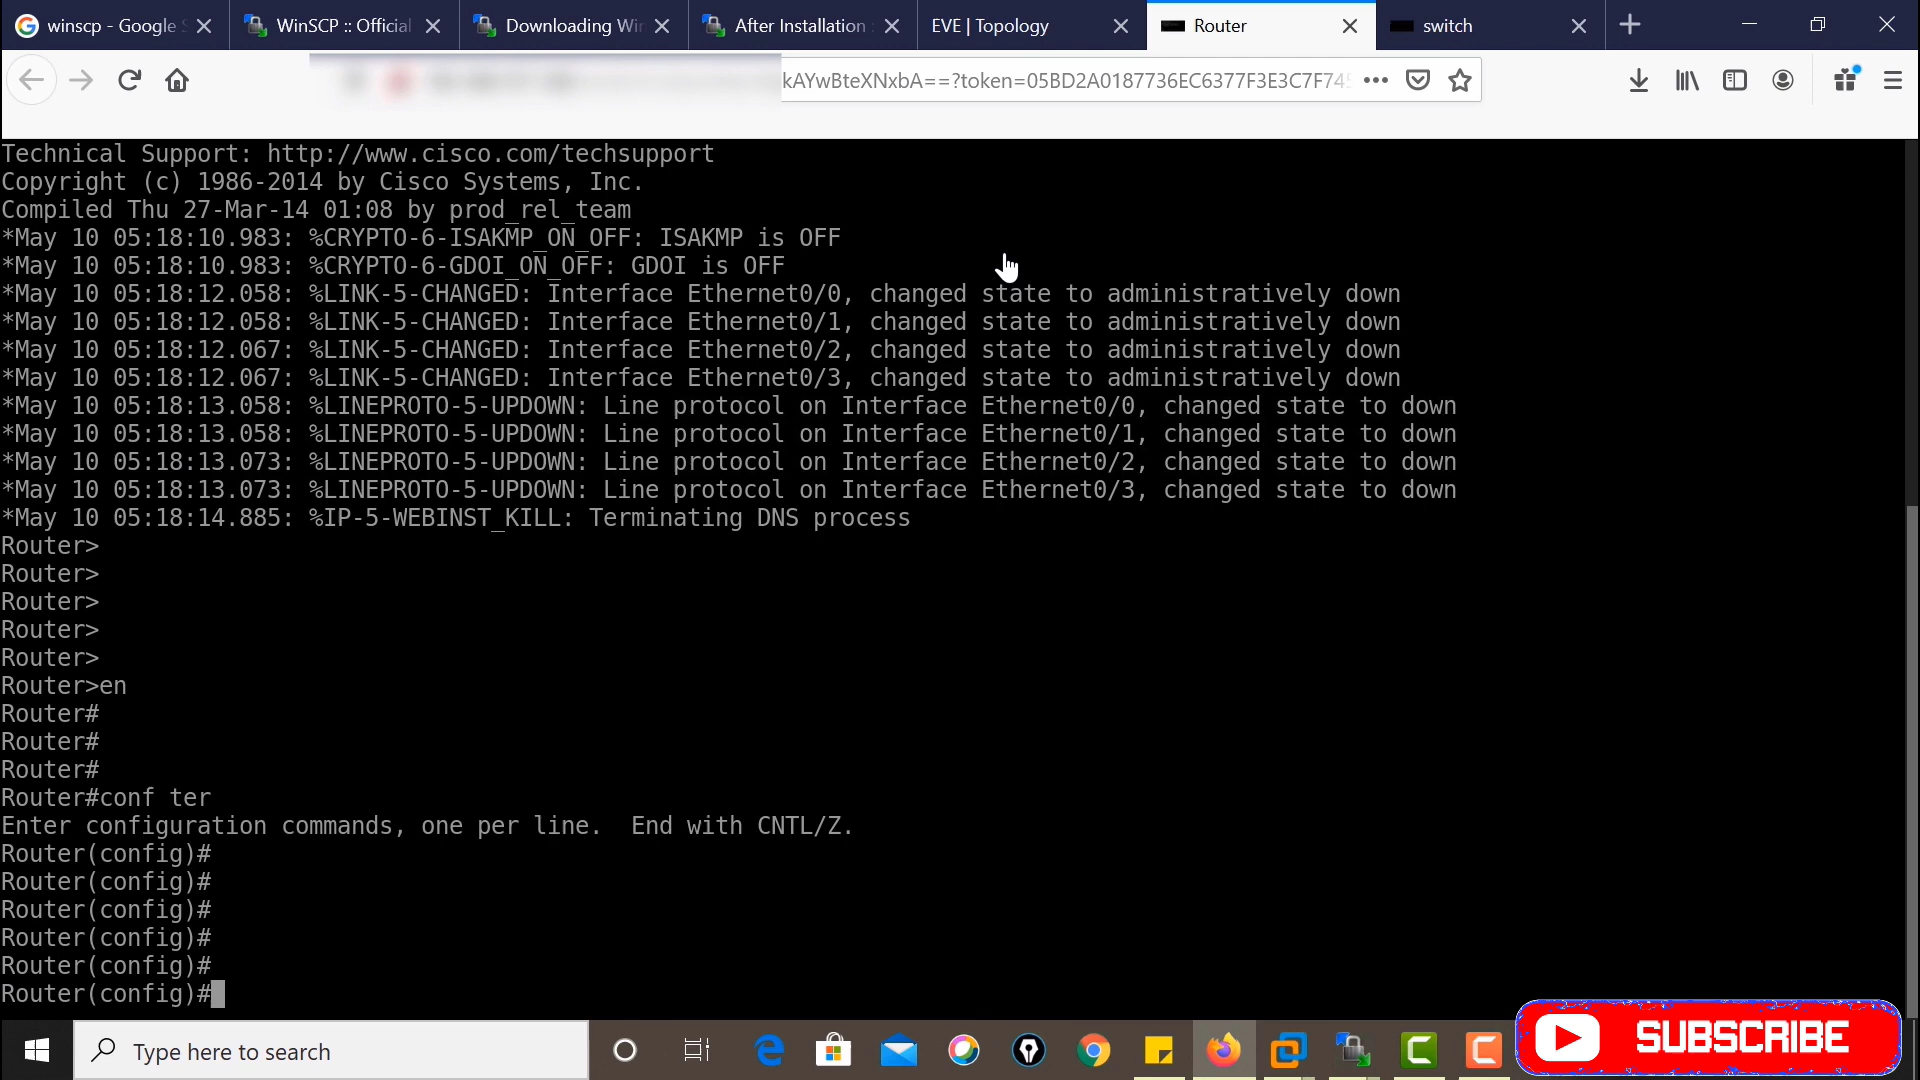 winscp - Google S
WinSCP :: Official
Downloading Win
After Installation :
EVE | Topology
Router
switch
kAYwBteXNxbA==?token=05BD2A0187736EC6377F3E3C7F745
Technical Support: http://www.cisco.com/techsupport
Copyright (c) 1986-2014 by Cisco Systems, Inc.
Compiled Thu 27-Mar-14 01:08 by prod_rel_team
*May 10 05:18:10.983: %CRYPTO-6-ISAKMP_ON_OFF: ISAKMP is OFF
*May 10 05:18:10.983: %CRYPTO-6-GDOI_ON_OFF: GDOI is OFF
*May 10 05:18:12.058: %LINK-5-CHANGED: Interface Ethernet0/0, changed state to administratively down
*May 10 05:18:12.058: %LINK-5-CHANGED: Interface Ethernet0/1, changed state to administratively down
*May 10 05:18:12.067: %LINK-5-CHANGED: Interface Ethernet0/2, changed state to administratively down
*May 10 05:18:12.067: %LINK-5-CHANGED: Interface Ethernet0/3, changed state to administratively down
*May 10 05:18:13.058: %LINEPROTO-5-UPDOWN: Line protocol on Interface Ethernet0/0, changed state to down
*May 10 05:18:13.058: %LINEPROTO-5-UPDOWN: Line protocol on Interface Ethernet0/1, changed state to down
*May 10 05:18:13.073: %LINEPROTO-5-UPDOWN: Line protocol on Interface Ethernet0/2, changed state to down
*May 10 05:18:13.073: %LINEPROTO-5-UPDOWN: Line protocol on Interface Ethernet0/3, changed state to down
*May 10 05:18:14.885: %IP-5-WEBINST_KILL: Terminating DNS process
Router>
Router>
Router>
Router>
Router>
Router>en
Router#
Router#
Router#
Router#conf ter
Enter configuration commands, one per line.  End with CNTL/Z.
Router(config)#
Router(config)#
Router(config)#
Router(config)#
Router(config)#
Router(config)#
Type here to search
SUBSCRIBE